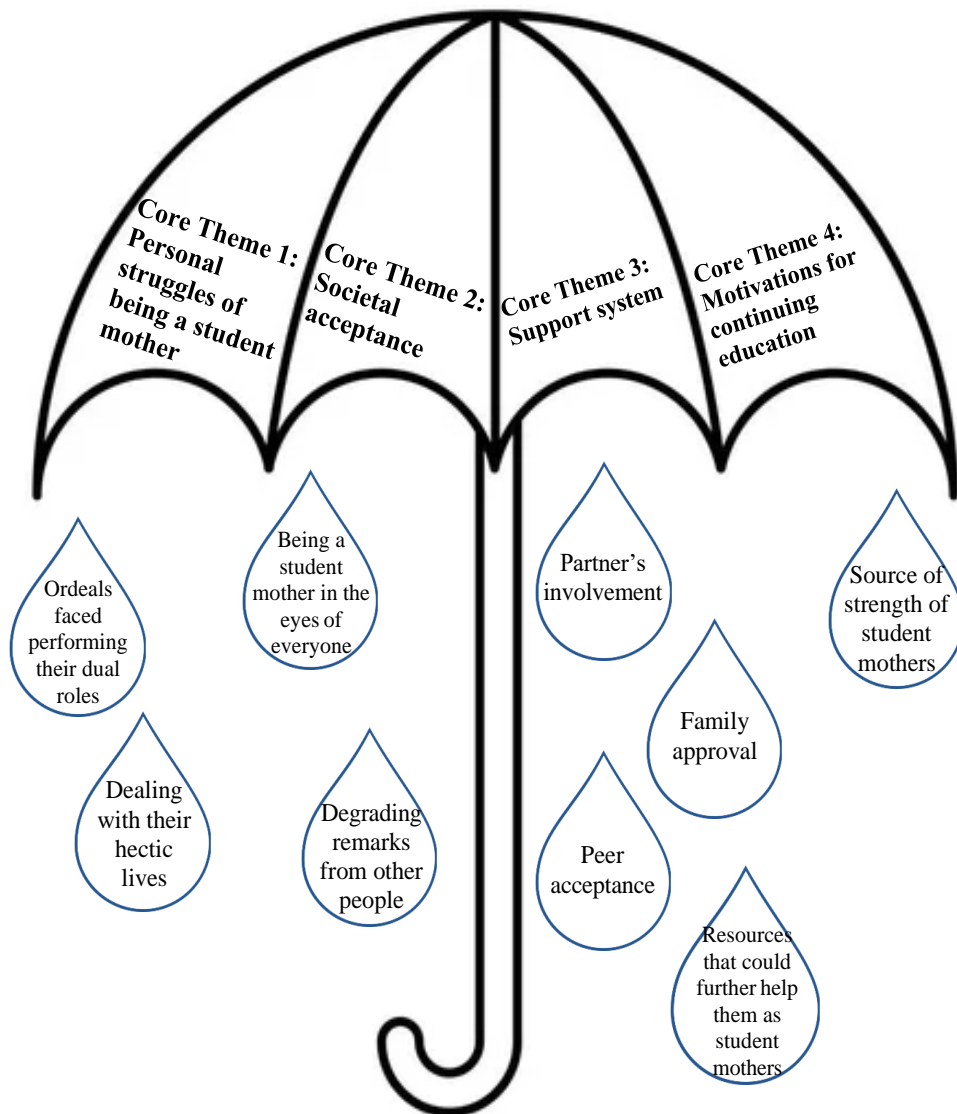 Core Theme 1:
Personal
struggles of
being a student
mother
Core Theme 2:
Societal
acceptance
Core Theme 3:
Support system
Core Theme 4:
Motivations for
continuing
education
Ordeals
faced
performing
their dual
roles
Being a
student
mother in the
eyes of
everyone
Partner’s
involvement
Source of
strength of
student
mothers
Dealing
with their
hectic
lives
Degrading
remarks
from other
people
Family
approval
Peer
acceptance
Resources
that could
further help
them as
student
mothers